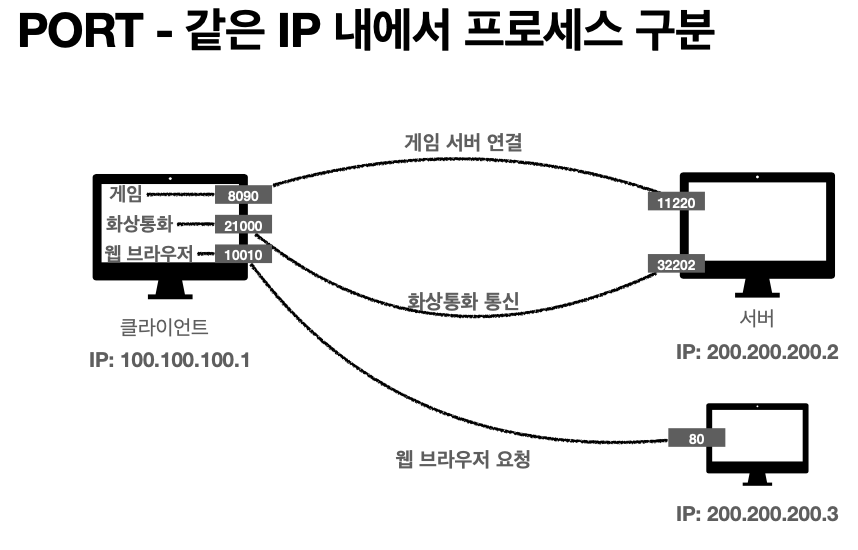 PORT - 같은 IP 내에서 프로세스 구분
게임 서버 연결
게임
8090
11220
화상통화
21000
웹 브라우저
10010
32202
화상통화 통신
클라이언트
서버
IP: 100.100.100.1
IP: 200.200.200.2
80
웹 브라우저 요청
IP: 200.200.200.3